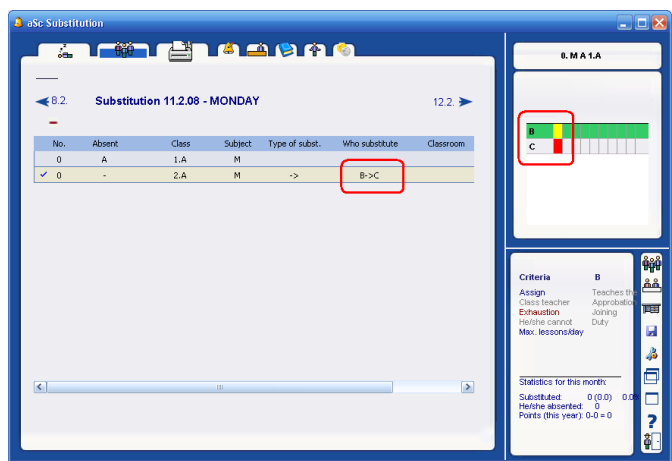 aSc Substitution
0. M A 1.A
8.2. Substitution 11.2.08 - MONDAY 12.2.
B
C
No. Absent Class Subject Type of subst. Who substitute Classroom
0 A 1.A M
0 - 2.A M -> B->C
Criteria B
Assign Teaches the
Class teacher Approbation
Exhaustion Joining
He/she cannot Duty
Max. lessons/day
Statistics for this month:
Substituted: 0 (0.0) 0.0%
He/she absented: 0
Points (this year): 0-0 = 0